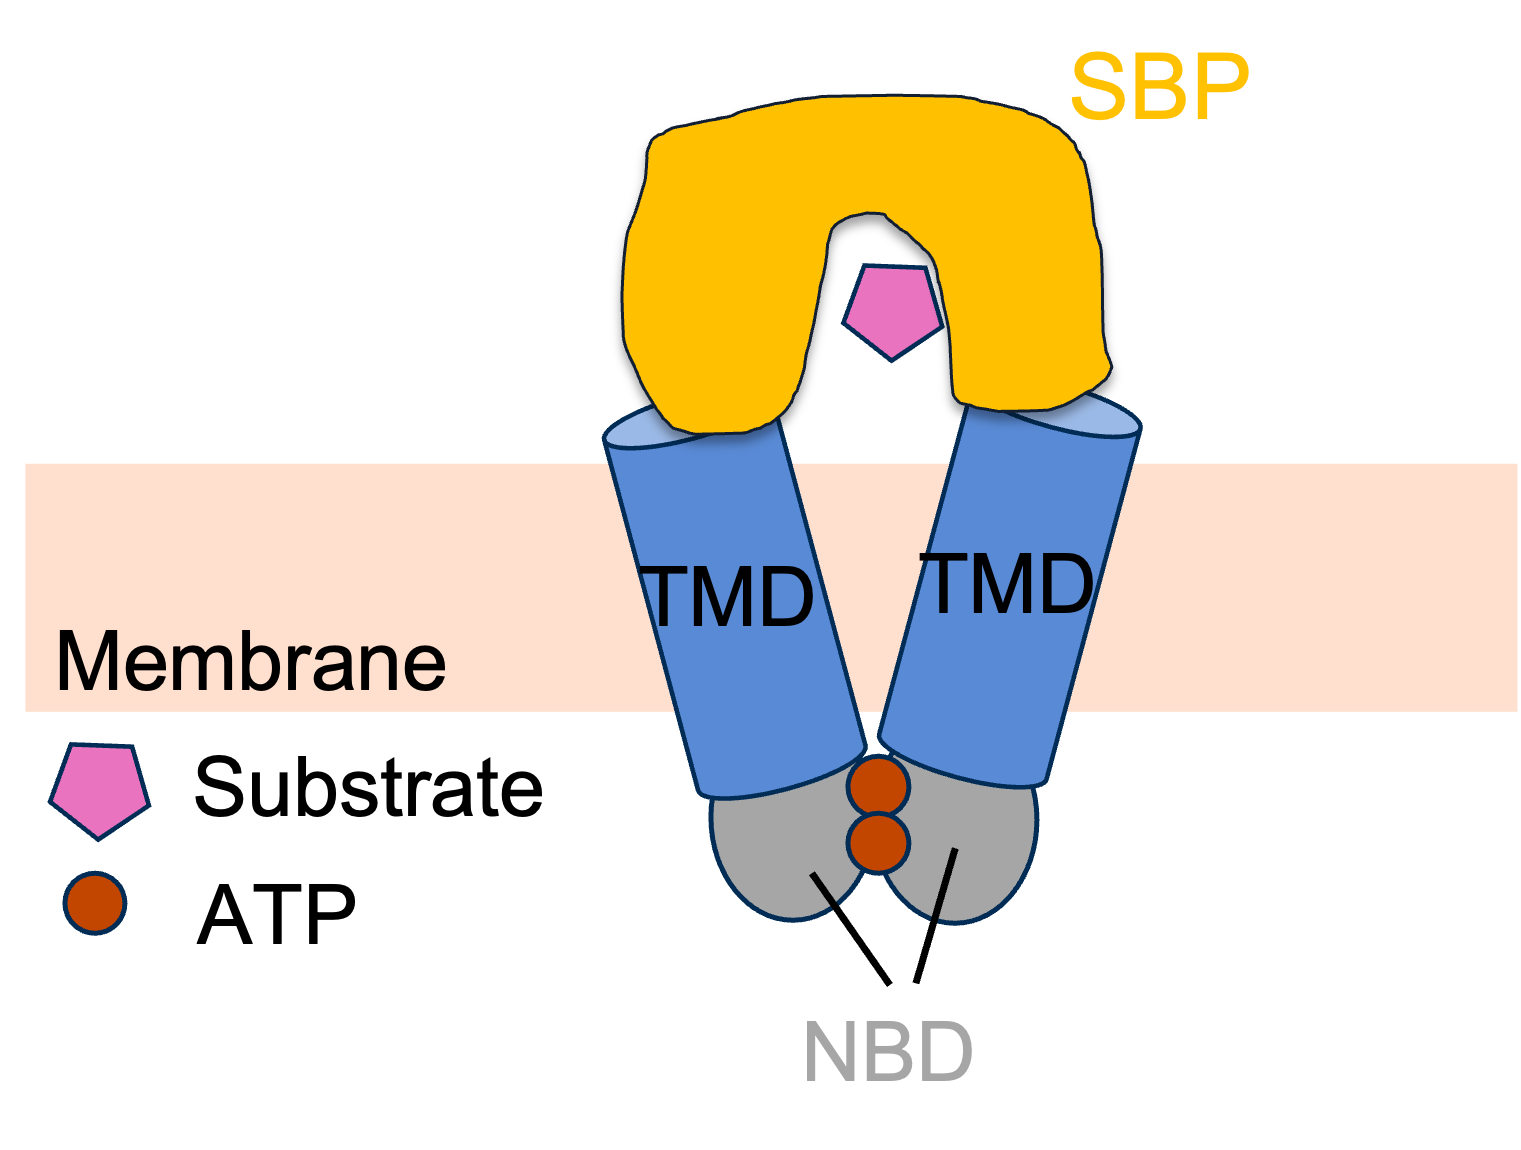 SBP
TMD
TMD
Membrane
Substrate
ATP
NBD